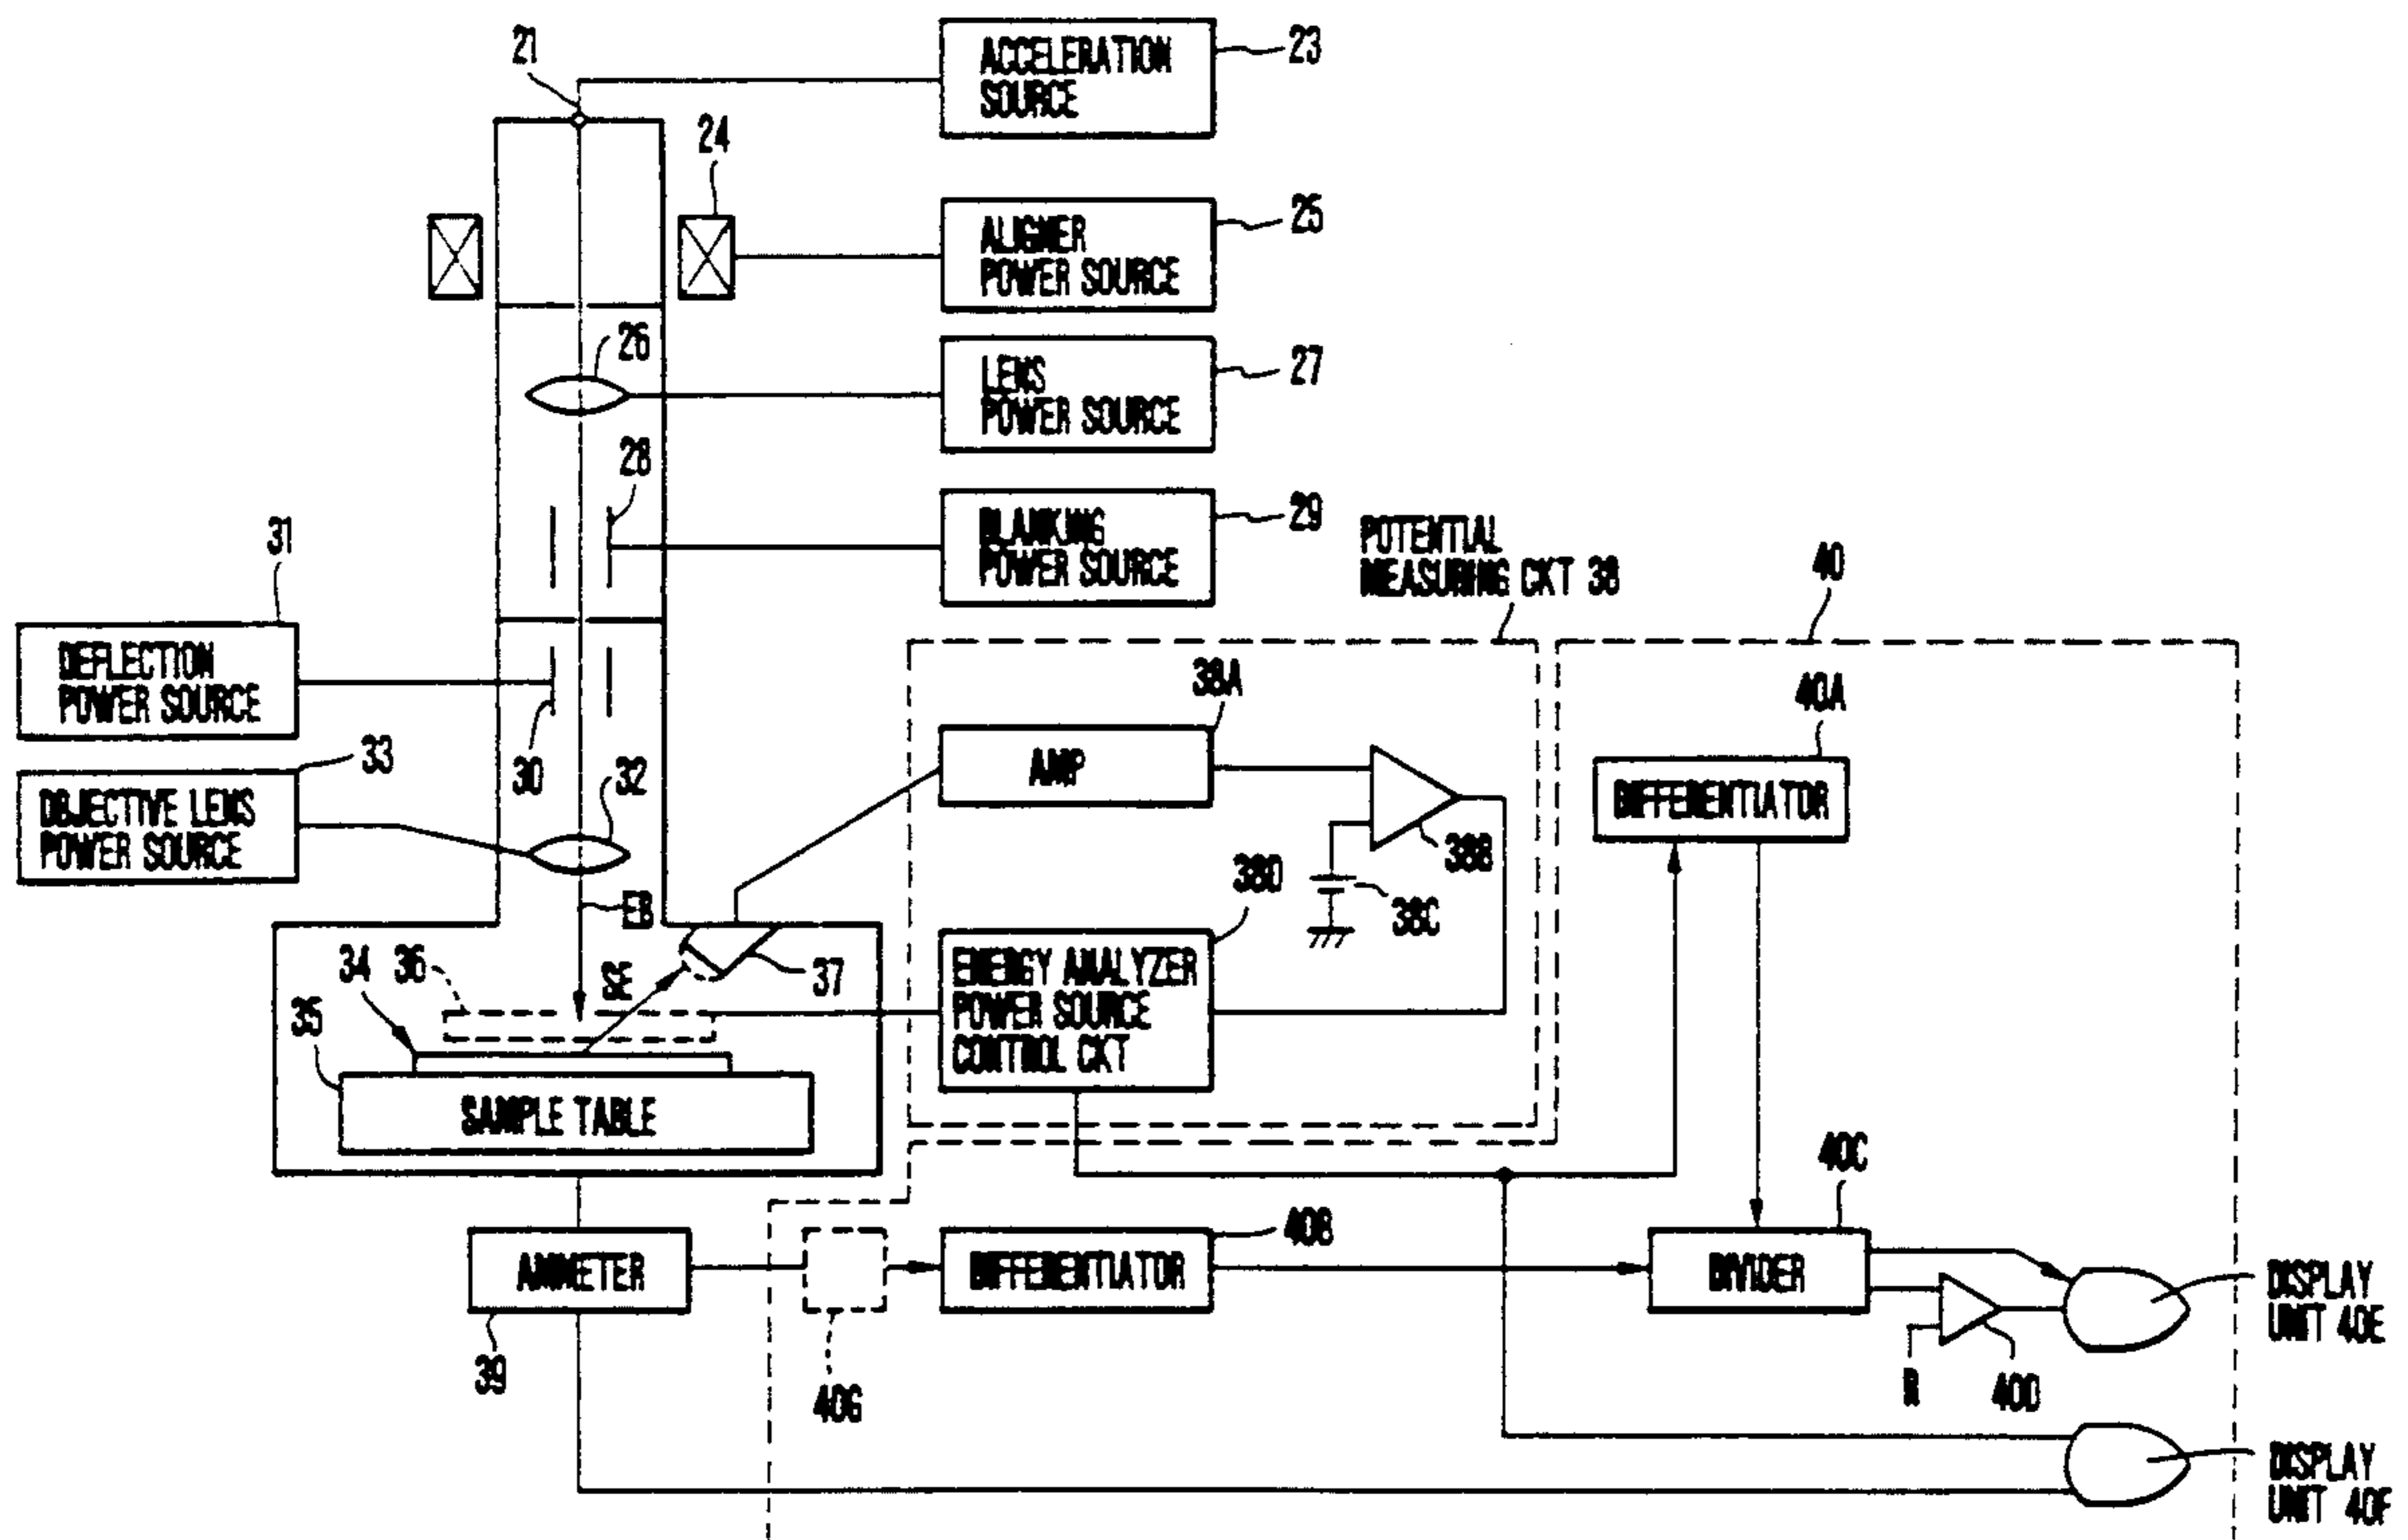 21
ACCELERATION
SOURCE
23
24
ALIGNER
POWER SOURCE
25
26
LENS
POWER SOURCE
27
28
BLANKING
POWER SOURCE
29
31
DEFLECTION
POWER SOURCE
30
POTENTIAL
MEASURING CKT 38
40
33
OBJECTIVE LENS
POWER SOURCE
32
38A
AMP
38B
38C
40A
DIFFERENTIATOR
EB
34
36
SE
37
35
SAMPLE TABLE
38D
ENERGY ANALYZER
POWER SOURCE
CONTROL CKT
AMMETER
39
40G
DIFFERENTIATOR
40B
DIVIDER
40C
R
40D
DISPLAY
UNIT 40E
DISPLAY
UNIT 40F